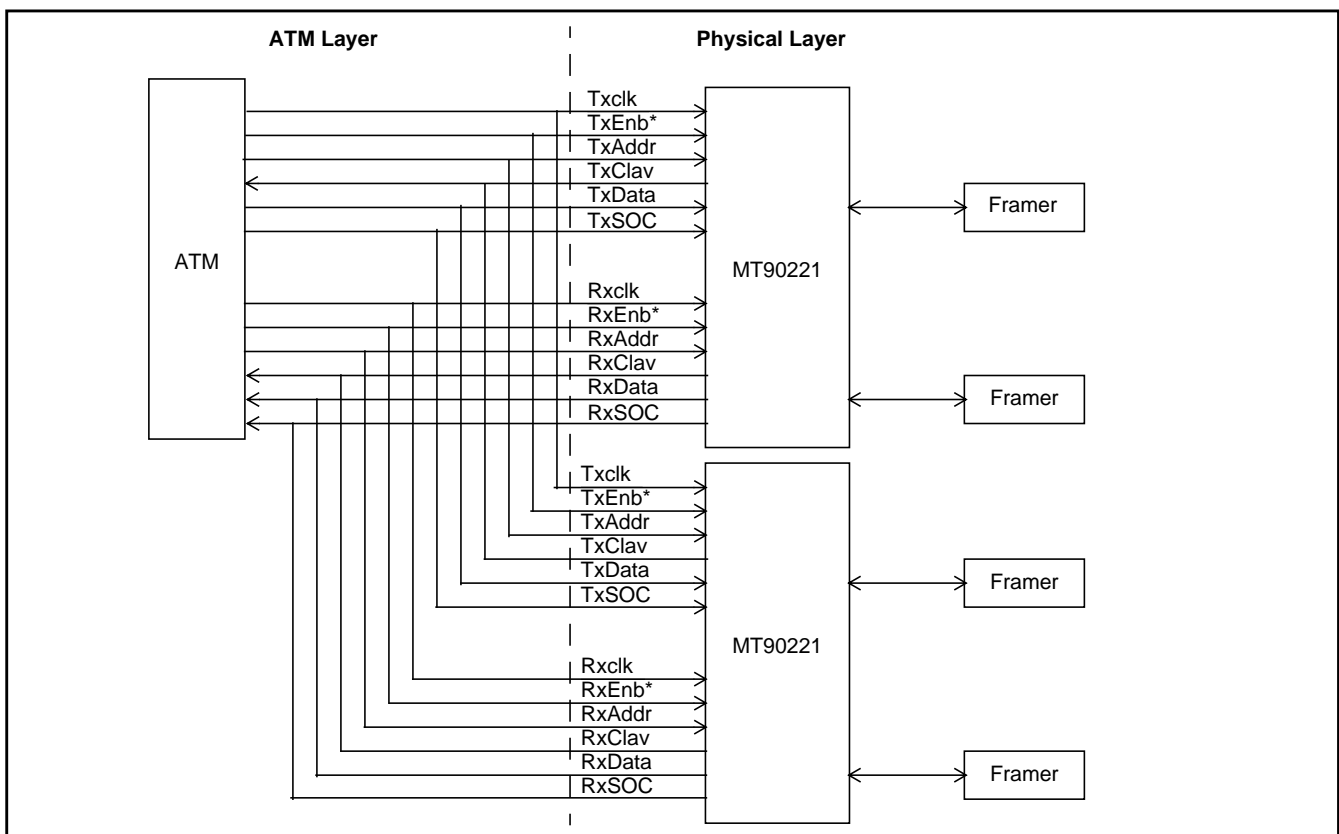 ATM Layer
Physical Layer
Txclk
TxEnb*
TxAddr
TxClav
TxData
TxSOC
ATM
MT90221
Framer
Rxclk
RxEnb*
RxAddr
RxClav
RxData
RxSOC
Framer
Txclk
TxEnb*
TxAddr
TxClav
TxData
TxSOC
MT90221
Framer
Rxclk
RxEnb*
RxAddr
RxClav
RxData
RxSOC
Framer